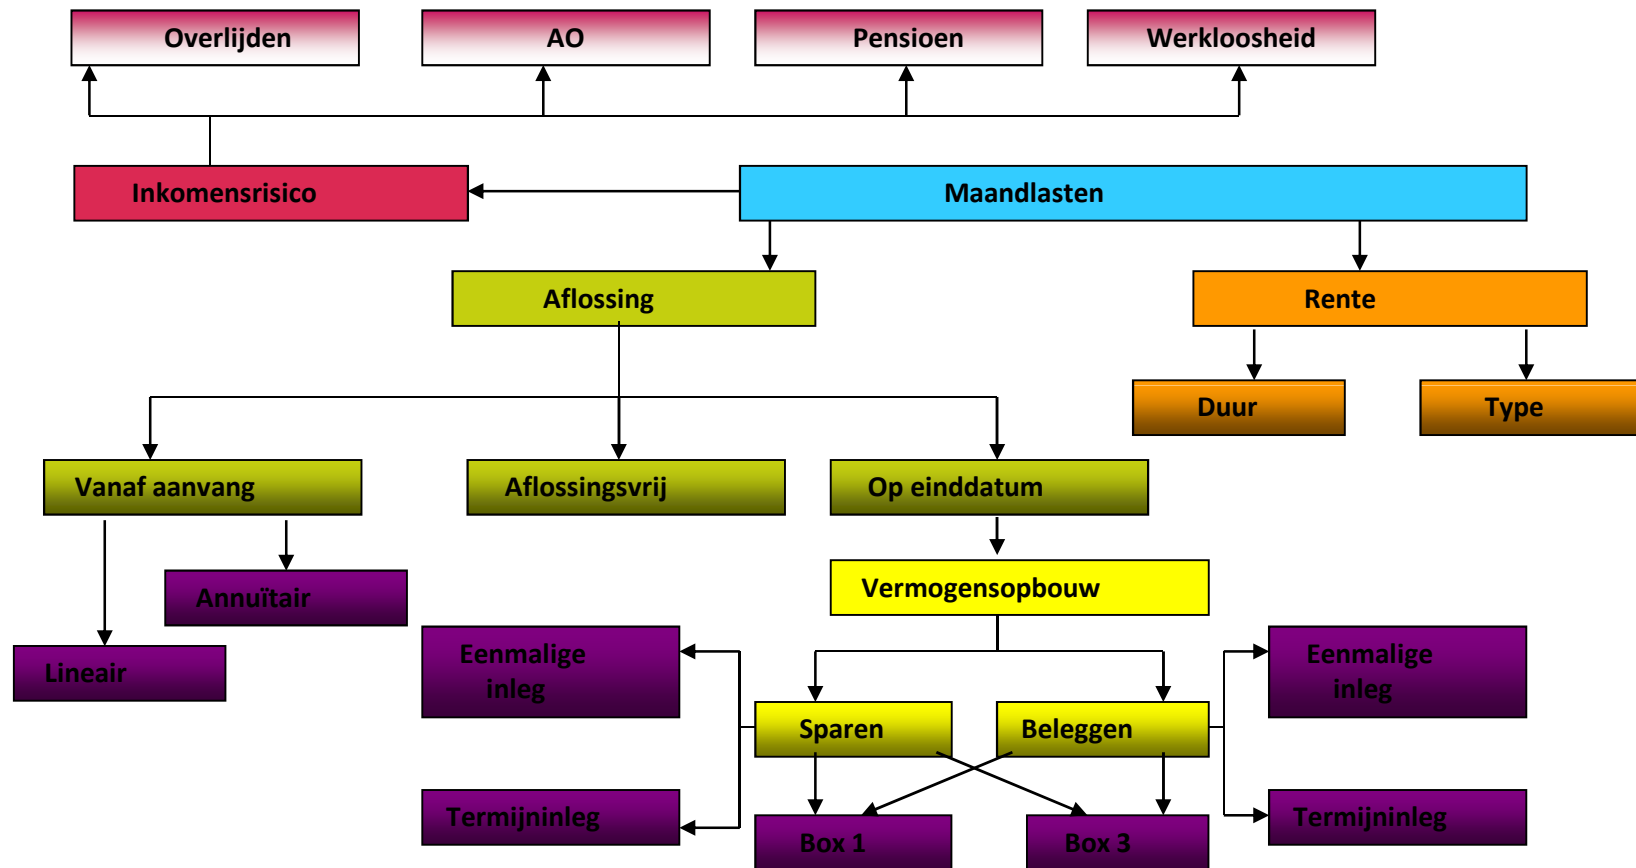 Overlijden
AO
Pensioen
Werkloosheid
Inkomensrisico
Maandlasten
Aflossing
Rente
Duur
Type
Vanaf aanvang
Aflossingsvrij
Op einddatum
Annuïtair
Vermogensopbouw
Lineair
Eenmalige
inleg
Eenmalige
inleg
Sparen
Beleggen
Termijninleg
Termijninleg
Box 1
Box 3